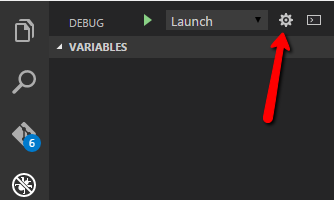 DEBUG Launch
VARIABLES
6